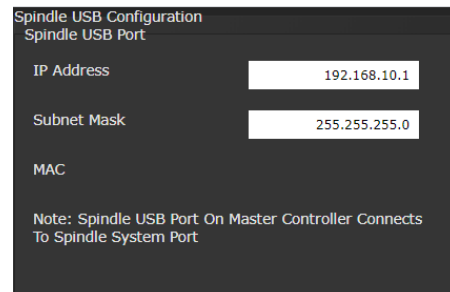 Spindle USB Configuration
Spindle USB Port
IP Address
192.168.10.1
Subnet Mask
255.255.255.0
MAC
Note: Spindle USB Port On Master Controller Connects
To Spindle System Port